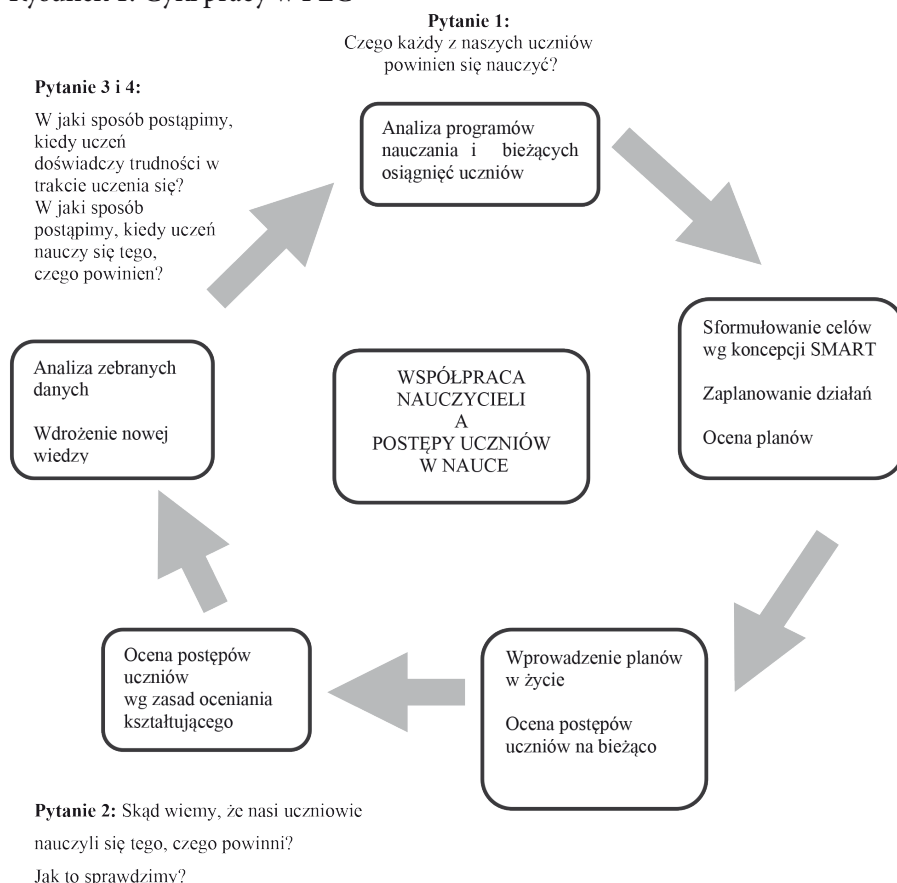 Pytanie 1:
Czego każdy z naszych uczniów
powinien się nauczyć?
Pytanie 3 i 4:
W jaki sposób postąpimy,
kiedy uczeń
doświadczy trudności w
trakcie uczenia się?
W jaki sposób
postąpimy, kiedy uczeń
nauczy się tego,
czego powinien?
Analiza programów
nauczania i bieżących
osiągnięć uczniów
Sformułowanie celów
wg koncepcji SMART
Zaplanowanie działań
Ocena planów
Analiza zebranych
danych
Wdrożenie nowej
wiedzy
WSPÓŁPRACA
NAUCZYCIELI
A
POSTĘPY UCZNIÓW
W NAUCE
Ocena postępów
uczniów
wg zasad oceniania
kształtującego
Wprowadzenie planów
w życie
Ocena postępów
uczniów na bieżąco
Pytanie 2: Skąd wiemy, że nasi uczniowie
nauczyli się tego, czego powinni?
Jak to sprawdzimy?